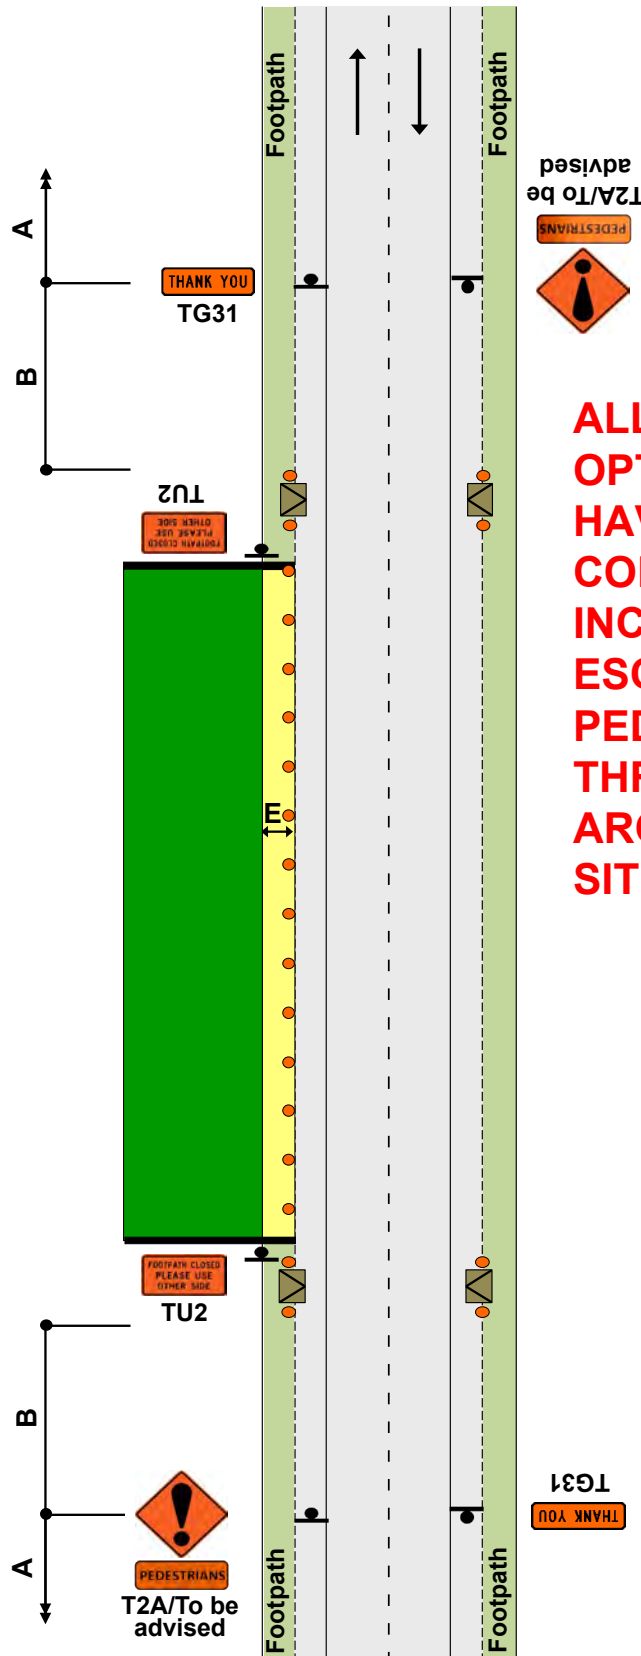 Footpath
Footpath
A
T2A/To be
advised
PEDESTRIANS
THANK YOU
TG31
B
ALL
OPT
HAV
TU2
FOOTPATH CLOSED
PLEASE USE
OTHER SIDE
INC
ESC
PED
THR
E
SIT
FOOTPATH CLOSED
PLEASE USE
OTHER SIDE
TU2
B
TG31
THANK YOU
A
PEDESTRIANS
T2A/To be
advised
Footpath
Footpath